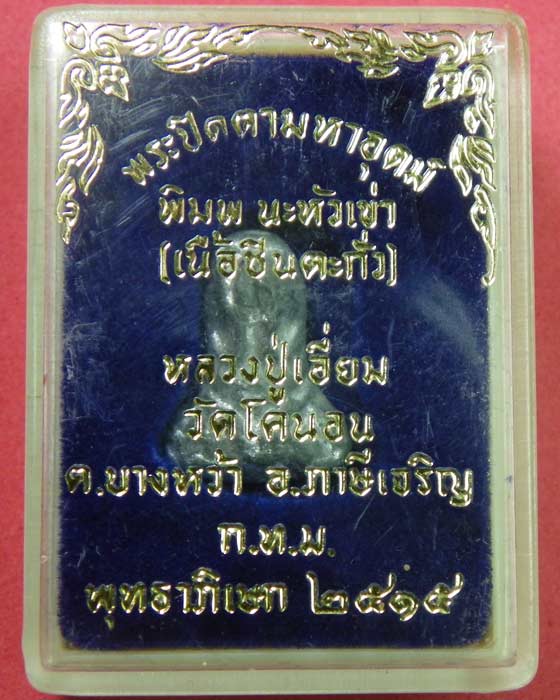 พระปิดตามหาอุตม์
พิมพ นะหัวเข่า
(เนื้อชินตะกั่ว)
หลวงปู่เอี่ยม
วัดโคนอน
ต.บางหว้า อ.ภาษีเจริญ
ก.ท.ม.
พุทธาภิเษก ๒๕๑๕